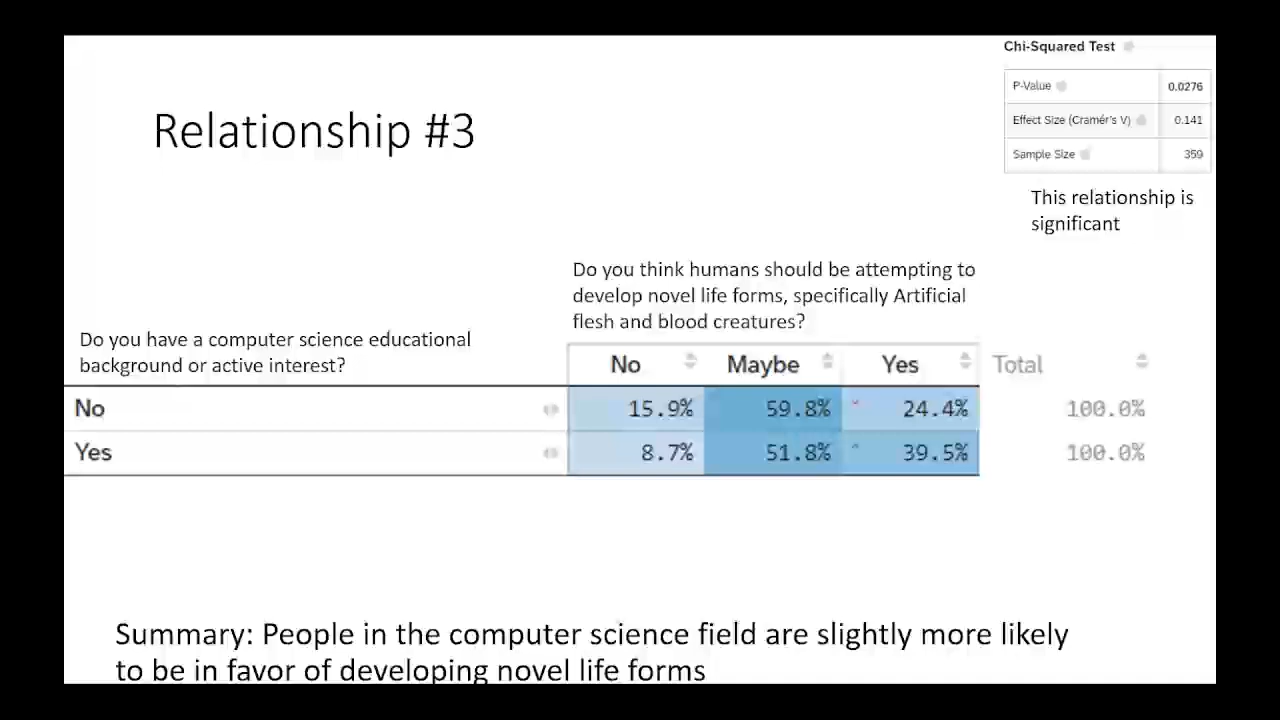 Chi-Squared Test
P-Value 0.0276
Effect Size (Cramér's V) 0.141
Sample Size 359
Relationship #3
This relationship is
significant
Do you think humans should be attempting to
develop novel life forms, specifically Artificial
flesh and blood creatures?
Do you have a computer science educational
background or active interest?
No Maybe Yes Total
No 15.9% 59.8% 24.4% 100.0%
Yes 8.7% 51.8% 39.5% 100.0%
Summary: People in the computer science field are slightly more likely
to be in favor of developing novel life forms